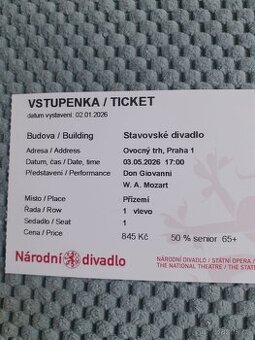 VSTUPENKA / TICKET
datum vystavení: 02.01.2026
Budova / Building Stavovské divadlo
Adresa / Address Ovocný trh, Praha 1
Datum, čas / Date, time 03.05.2026 17:00
Představení / Performance Don Giovanni
W. A. Mozart
Místo / Place Přízemí
Řada / Row 1 vlevo
Sedadlo / Seat 1
Cena / Price 845 Kč 50 % senior 65+
Národní divadlo
NÁRODNÍ DIVADLO / STÁTNÍ OPERA /
THE NATIONAL THEATRE / THE STATE